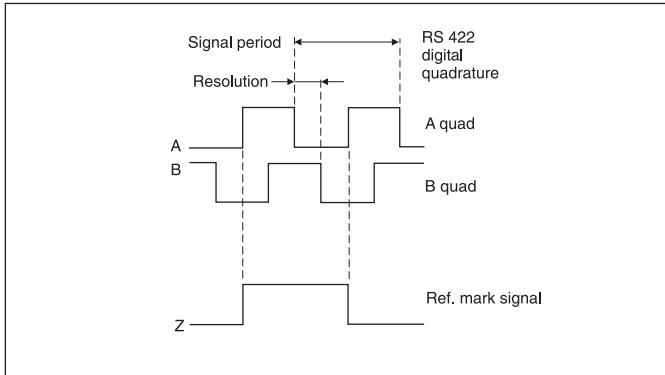 Signal period
RS 422
digital
quadrature
Resolution
A quad
A
B
B quad
Ref. mark signal
Z